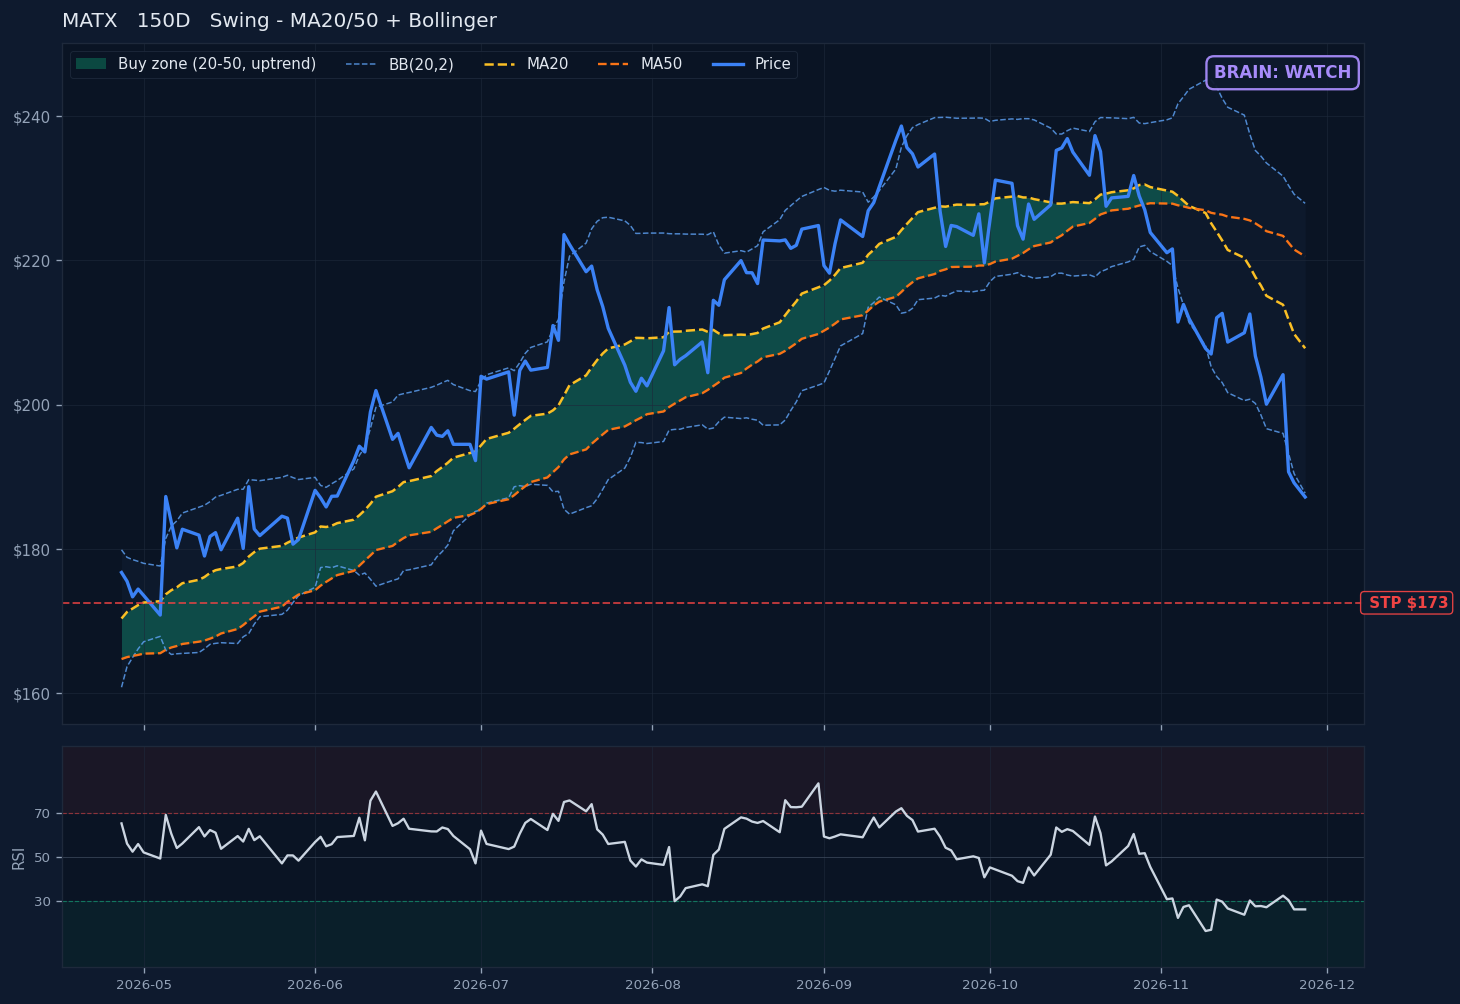 MATX   150D   Swing - MA20/50 + Bollinger
Buy zone (20-50, uptrend)   BB(20,2)   MA20   MA50   Price
BRAIN: WATCH
$240
$220
$200
$180
STP $173
$160
70
50
30
RSI
2026-05   2026-06   2026-07   2026-08   2026-09   2026-10   2026-11   2026-12